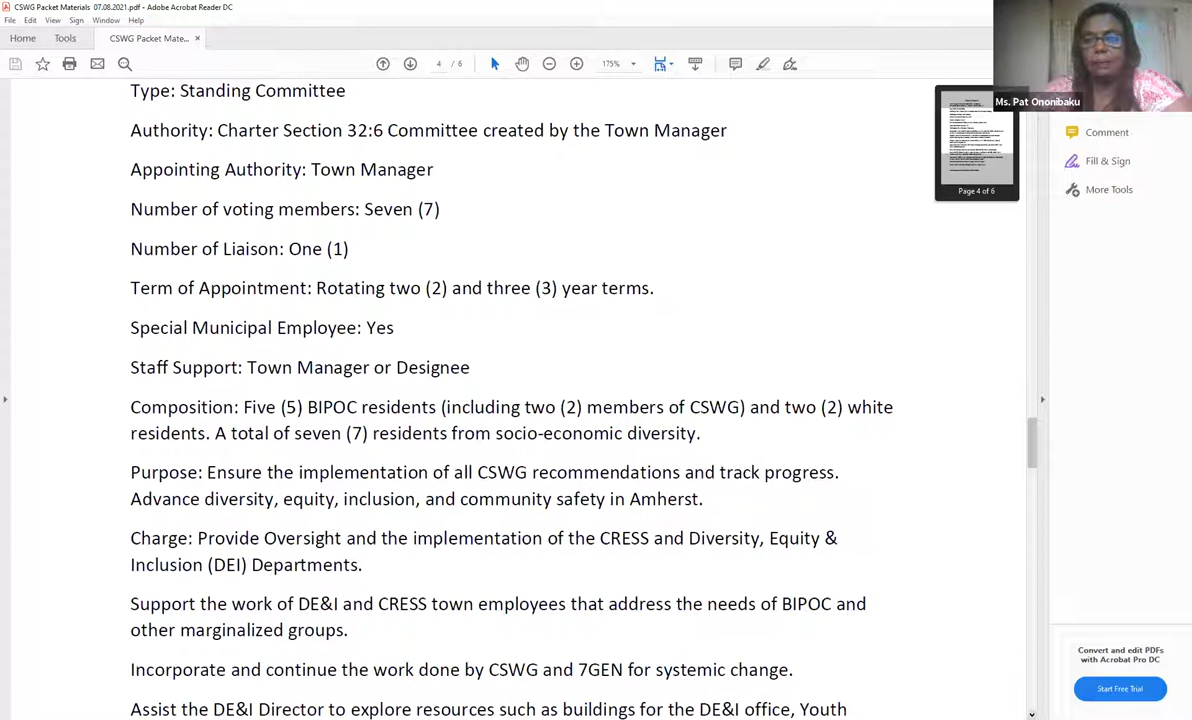 CSWG Packet Materials 07.08.2021.pdf - Adobe Acrobat Reader DC
File Edit View Sign Window Help
Home Tools CSWG Packet Mate... ×
4 / 6 175%
Type: Standing Committee
Authority: Charter Section 32:6 Committee created by the Town Manager
Appointing Authority: Town Manager
Number of voting members: Seven (7)
Number of Liaison: One (1)
Term of Appointment: Rotating two (2) and three (3) year terms.
Special Municipal Employee: Yes
Staff Support: Town Manager or Designee
Composition: Five (5) BIPOC residents (including two (2) members of CSWG) and two (2) white
residents. A total of seven (7) residents from socio-economic diversity.
Purpose: Ensure the implementation of all CSWG recommendations and track progress.
Advance diversity, equity, inclusion, and community safety in Amherst.
Charge: Provide Oversight and the implementation of the CRESS and Diversity, Equity &
Inclusion (DEI) Departments.
Support the work of DE&I and CRESS town employees that address the needs of BIPOC and
other marginalized groups.
Incorporate and continue the work done by CSWG and 7GEN for systemic change.
Assist the DE&I Director to explore resources such as buildings for the DE&I office, Youth
Page 4 of 6
Ms. Pat Ononibaku
Comment
Fill & Sign
More Tools
Convert and edit PDFs
with Acrobat Pro DC
Start Free Trial